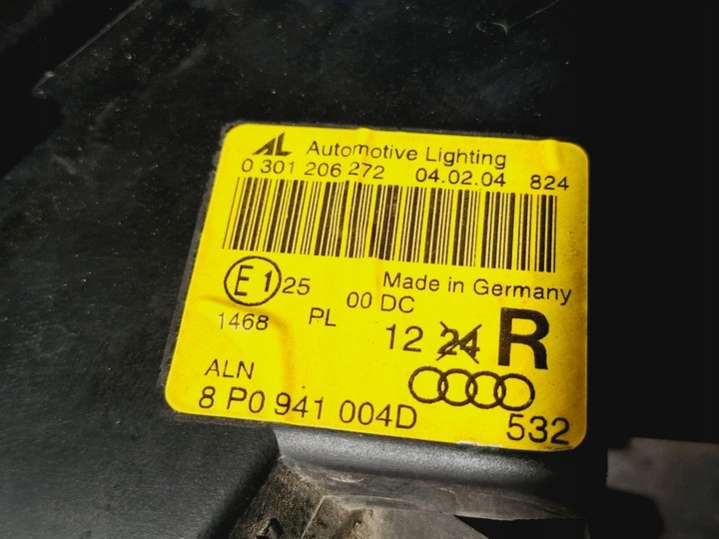 AL Automotive Lighting
0 301 206 272 04.02.04 824
E1 25 Made in Germany
1468 PL 00 DC
12 24 R
ALN
8 P0 941 004D 532